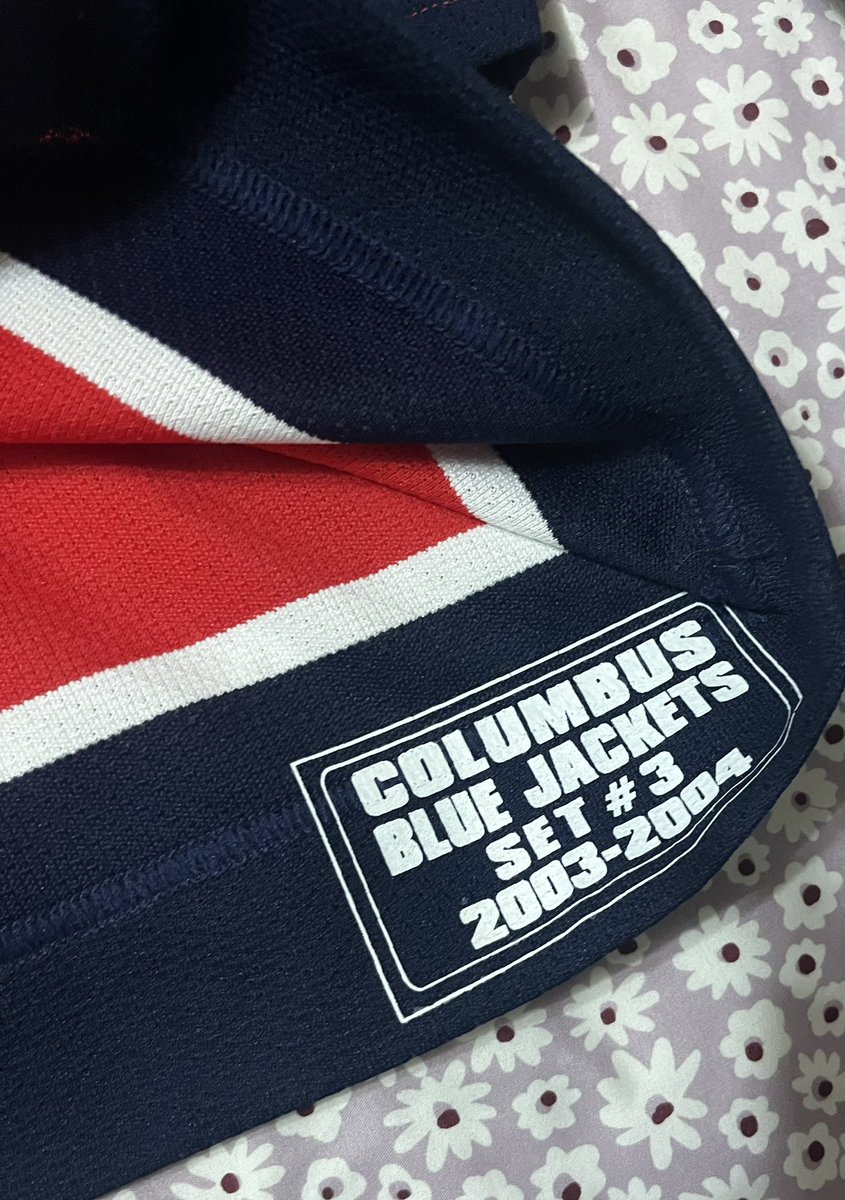 COLUMBUS
BLUE JACKETS
SET # 3
2003-2004